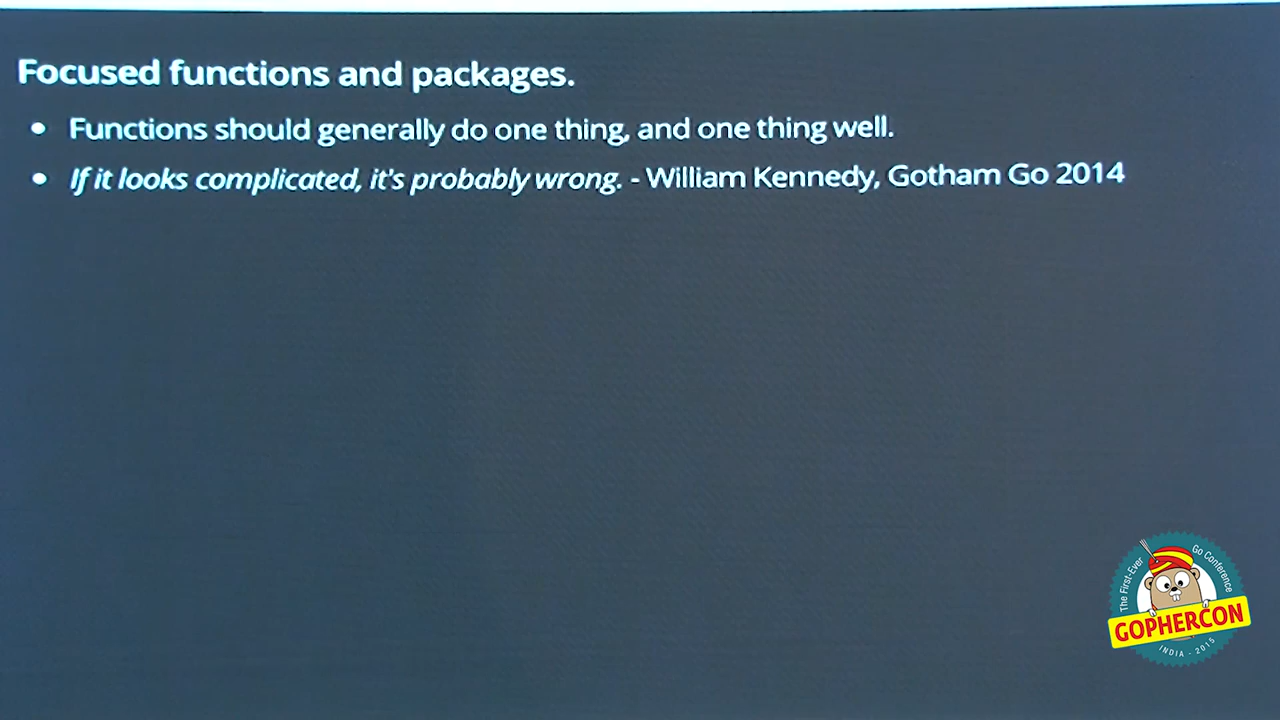 Focused functions and packages.
Functions should generally do one thing, and one thing well.
If it looks complicated, it's probably wrong. - William Kennedy, Gotham Go 2014
The First-Ever Go Conference
GOPHERCON
INDIA - 2015